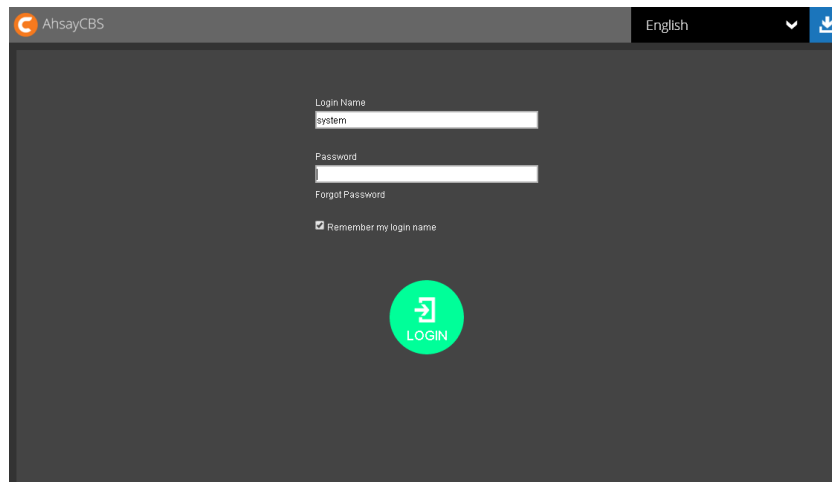 AhsayCBS
English
Login Name
system
Password
Forgot Password
Remember my login name
LOGIN